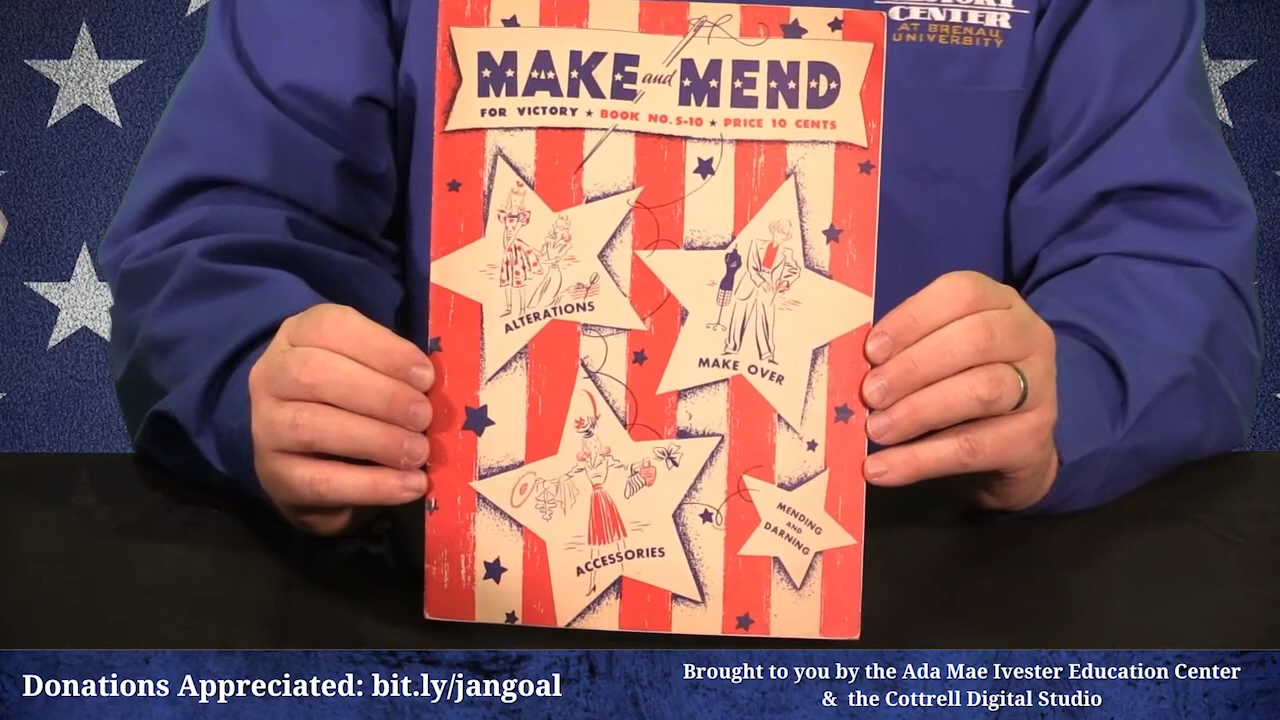 CENTER
AT BRENAU
UNIVERSITY
MAKE and MEND
FOR VICTORY ★ BOOK NO. S-10 ★ PRICE 10 CENTS
ALTERATIONS
MAKE OVER
ACCESSORIES
MENDING
AND
DARNING
Donations Appreciated: bit.ly/jangoal
Brought to you by the Ada Mae Ivester Education Center
& the Cottrell Digital Studio